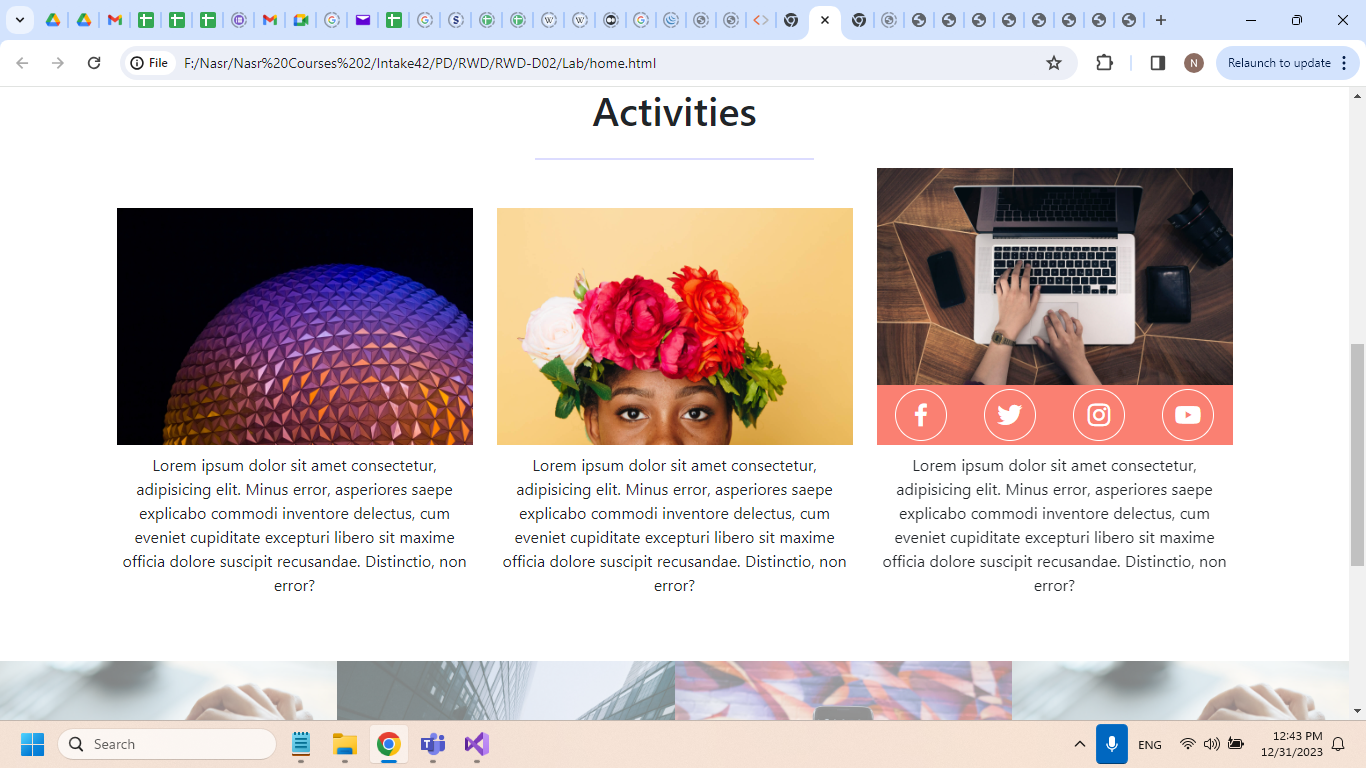 File
F:/Nasr/Nasr%20Courses%202/Intake42/PD/RWD/RWD-D02/Lab/home.html
N
Relaunch to update
Activities
Lorem ipsum dolor sit amet consectetur,
adipisicing elit. Minus error, asperiores saepe
explicabo commodi inventore delectus, cum
eveniet cupiditate excepturi libero sit maxime
officia dolore suscipit recusandae. Distinctio, non
error?
Lorem ipsum dolor sit amet consectetur,
adipisicing elit. Minus error, asperiores saepe
explicabo commodi inventore delectus, cum
eveniet cupiditate excepturi libero sit maxime
officia dolore suscipit recusandae. Distinctio, non
error?
Lorem ipsum dolor sit amet consectetur,
adipisicing elit. Minus error, asperiores saepe
explicabo commodi inventore delectus, cum
eveniet cupiditate excepturi libero sit maxime
officia dolore suscipit recusandae. Distinctio, non
error?
Search
ENG
12:43 PM
12/31/2023